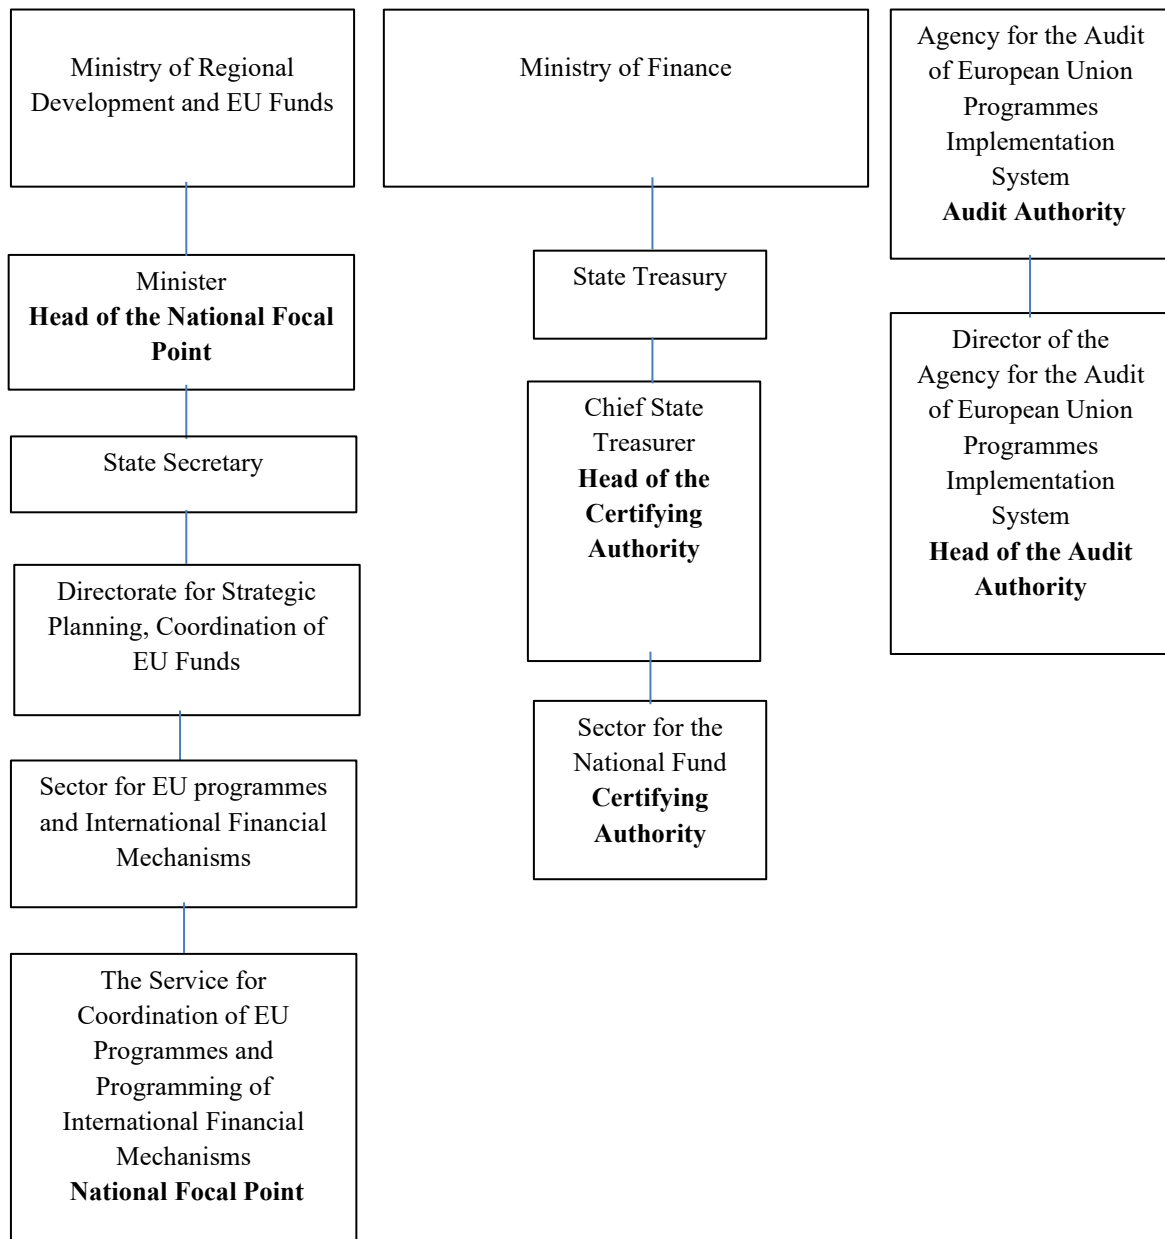 Ministry of Regional
Development and EU Funds
Minister
Head of the National Focal
Point
State Secretary
Directorate for Strategic
Planning, Coordination of
EU Funds
Sector for EU programmes
and International Financial
Mechanisms
The Service for
Coordination of EU
Programmes and
Programming of
International Financial
Mechanisms
National Focal Point
Ministry of Finance
State Treasury
Chief State
Treasurer
Head of the
Certifying
Authority
Sector for the
National Fund
Certifying
Authority
Agency for the Audit
of European Union
Programmes
Implementation
System
Audit Authority
Director of the
Agency for the Audit
of European Union
Programmes
Implementation
System
Head of the Audit
Authority